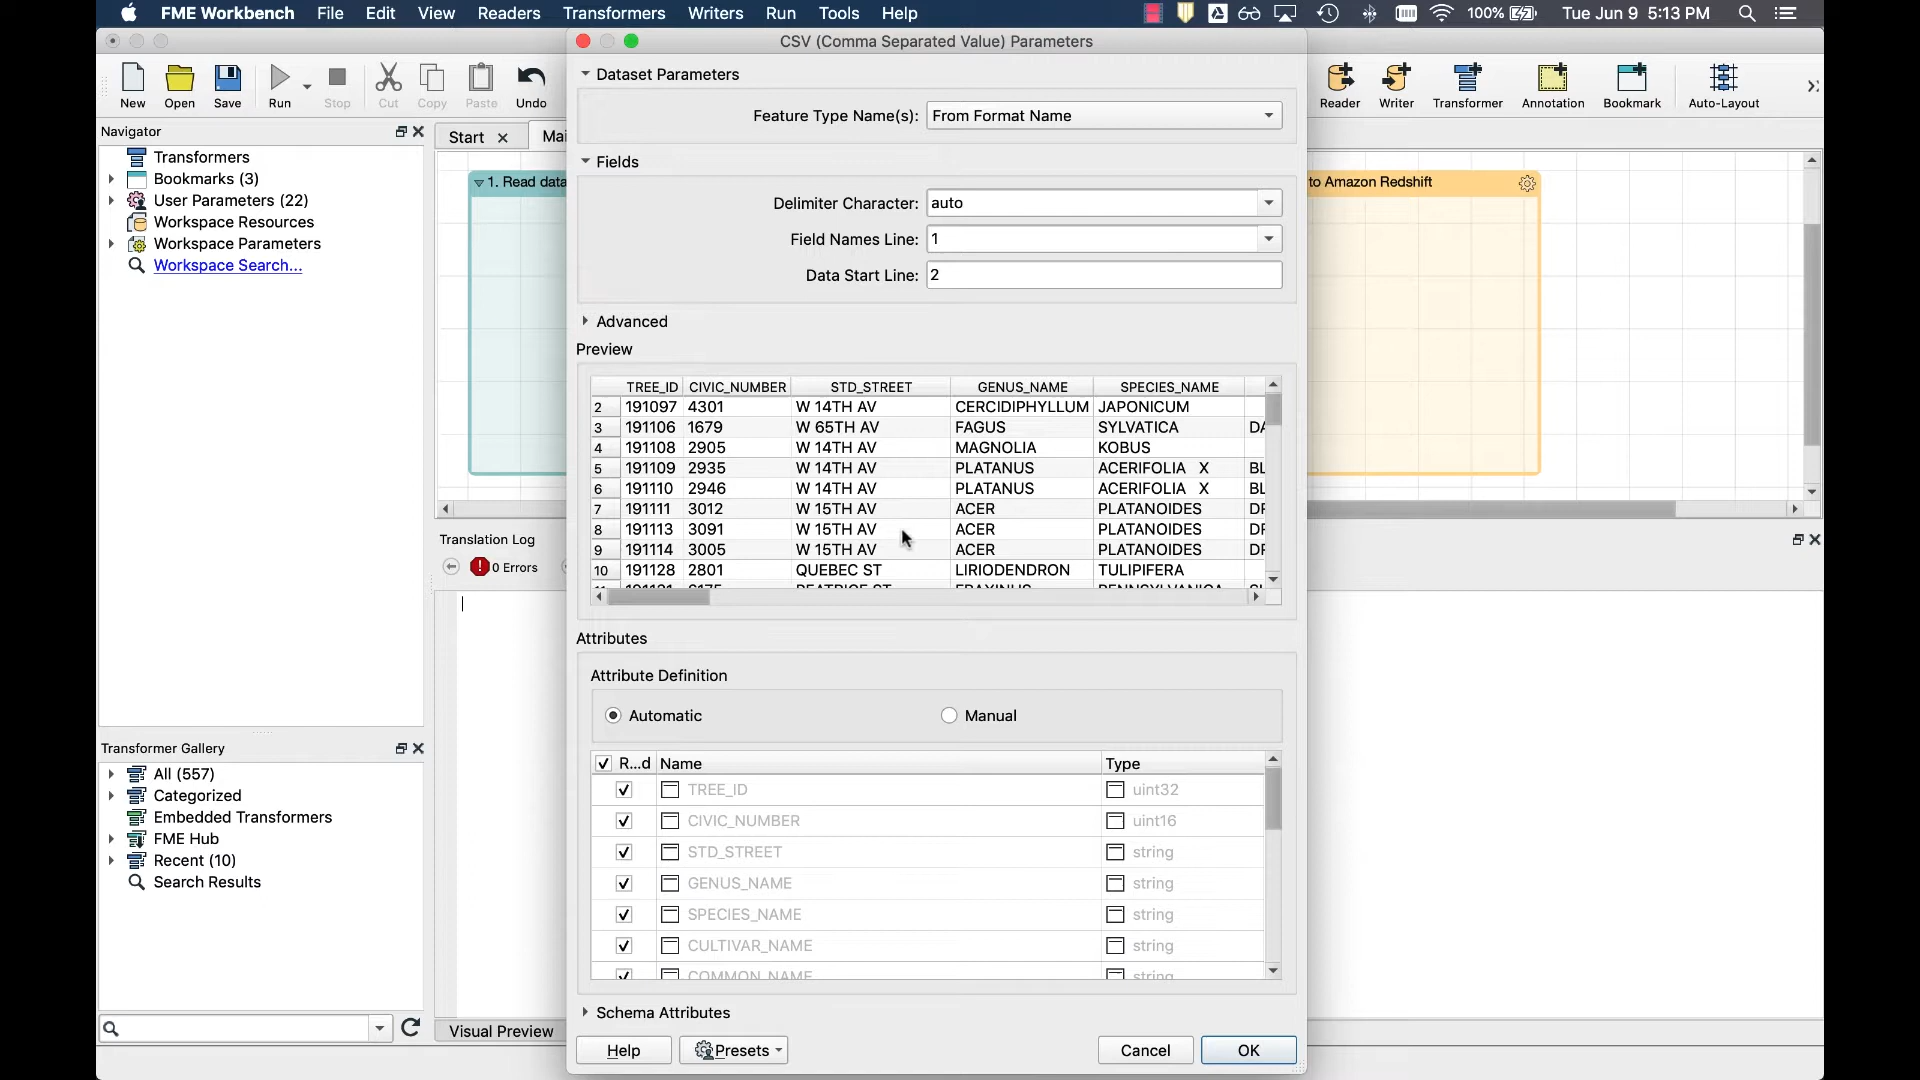 FME Workbench File Edit View Readers Transformers Writers Run Tools Help 100% Tue Jun 9 5:13 PM
CSV (Comma Separated Value) Parameters
New Open Save Run Stop Cut Copy Paste Undo
Reader Writer Transformer Annotation Bookmark Auto-Layout
Navigator
Transformers
Bookmarks (3)
User Parameters (22)
Workspace Resources
Workspace Parameters
Workspace Search...
Start
Mai
1. Read data
to Amazon Redshift
Dataset Parameters
Feature Type Name(s): From Format Name
Fields
Delimiter Character: auto
Field Names Line: 1
Data Start Line: 2
Advanced
Preview
TREE_ID CIVIC_NUMBER STD_STREET GENUS_NAME SPECIES_NAME
2 191097 4301 W 14TH AV CERCIDIPHYLLUM JAPONICUM
3 191106 1679 W 65TH AV FAGUS SYLVATICA DA
4 191108 2905 W 14TH AV MAGNOLIA KOBUS
5 191109 2935 W 14TH AV PLATANUS ACERIFOLIA X BL
6 191110 2946 W 14TH AV PLATANUS ACERIFOLIA X BL
7 191111 3012 W 15TH AV ACER PLATANOIDES DR
8 191113 3091 W 15TH AV ACER PLATANOIDES DR
9 191114 3005 W 15TH AV ACER PLATANOIDES DR
10 191128 2801 QUEBEC ST LIRIODENDRON TULIPIFERA
Translation Log
0 Errors
Attributes
Attribute Definition
Automatic Manual
R...d Name Type
TREE_ID uint32
CIVIC_NUMBER uint16
STD_STREET string
GENUS_NAME string
SPECIES_NAME string
CULTIVAR_NAME string
COMMON_NAME string
Schema Attributes
Help Presets Cancel OK
Transformer Gallery
All (557)
Categorized
Embedded Transformers
FME Hub
Recent (10)
Search Results
Visual Preview